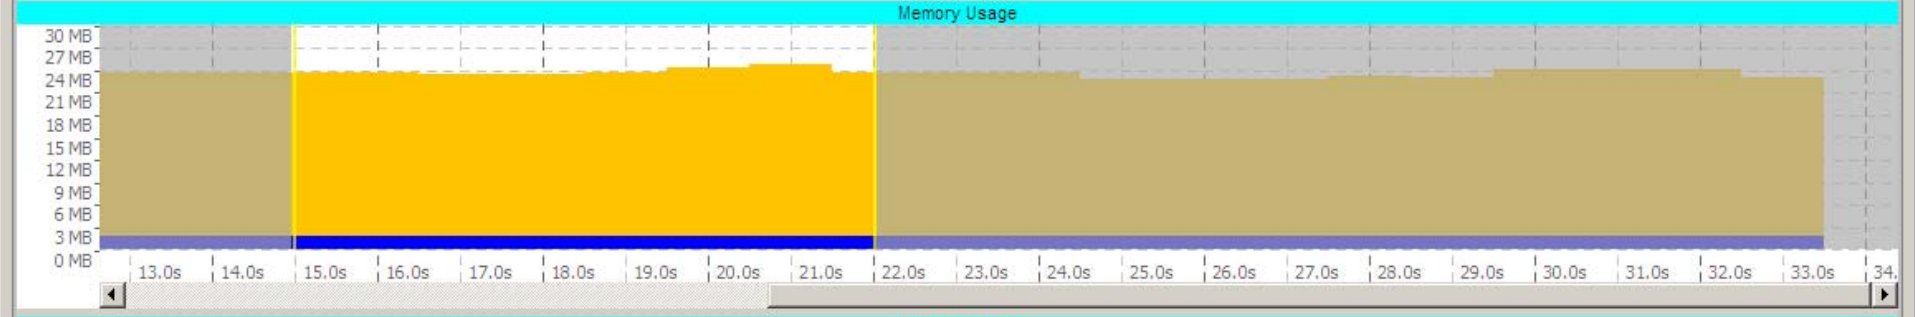 Memory Usage
30 MB
27 MB
24 MB
21 MB
18 MB
15 MB
12 MB
9 MB
6 MB
3 MB
0 MB
13.0s 14.0s 15.0s 16.0s 17.0s 18.0s 19.0s 20.0s 21.0s 22.0s 23.0s 24.0s 25.0s 26.0s 27.0s 28.0s 29.0s 30.0s 31.0s 32.0s 33.0s 34.